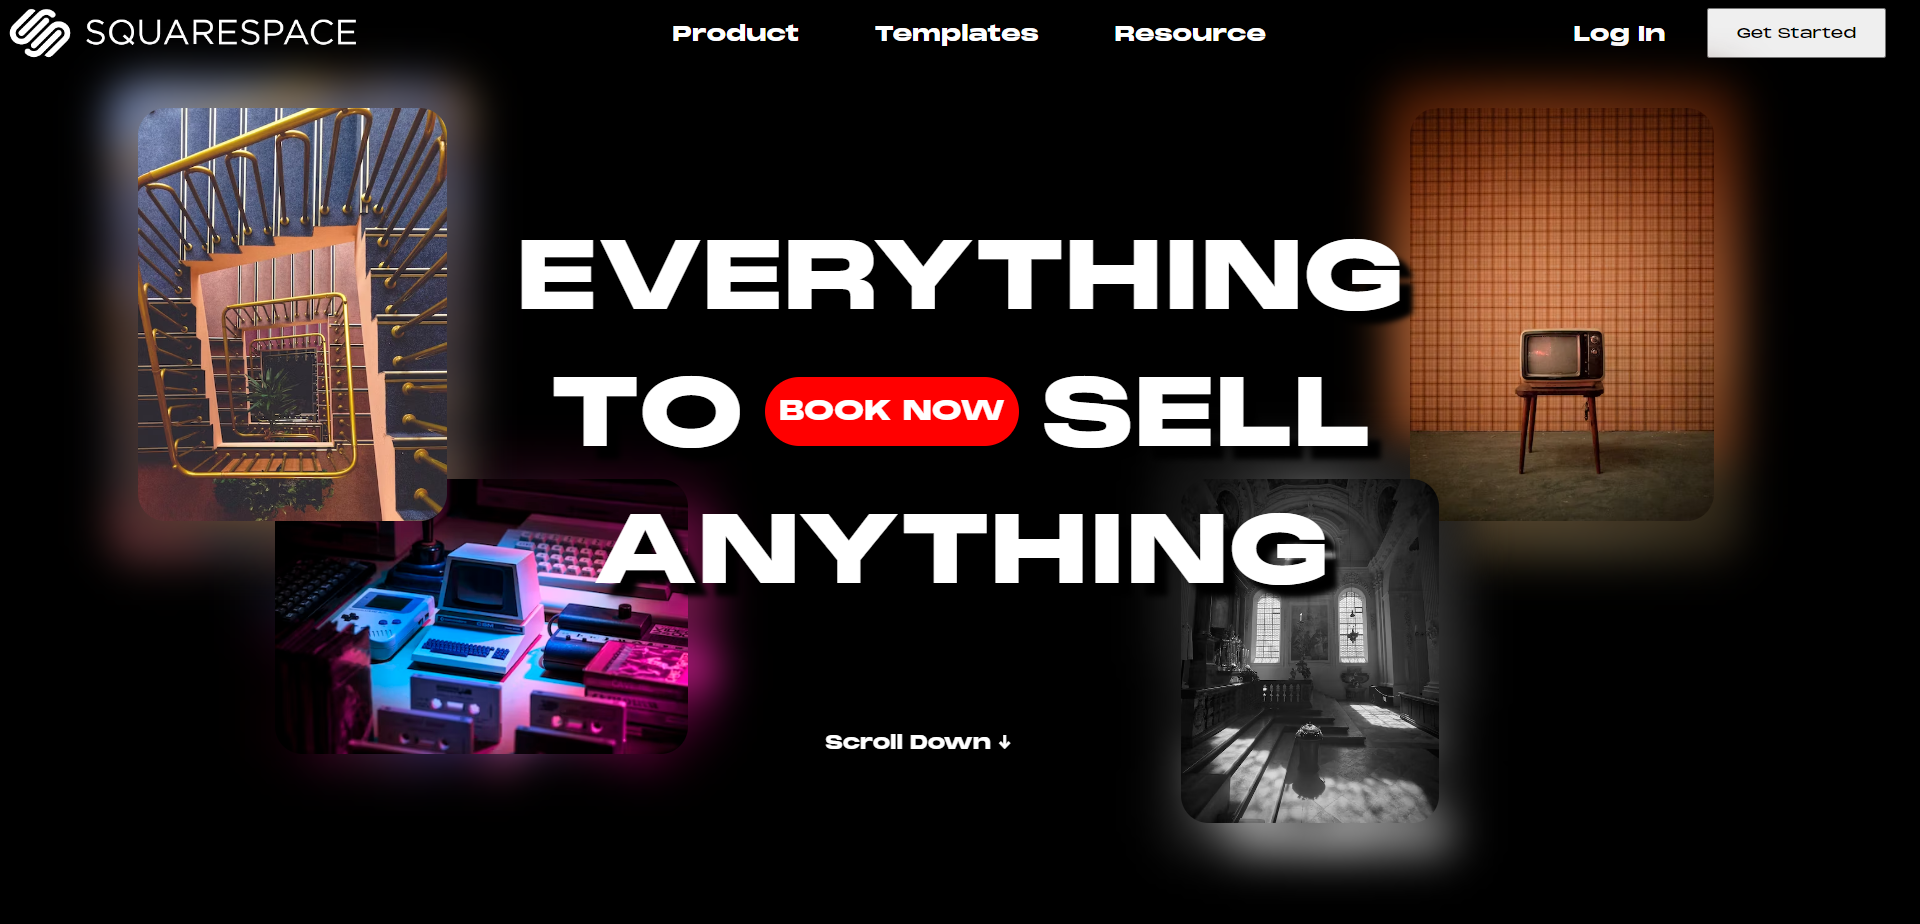 SQUARESPACE
Product Templates Resource
Log In
Get Started
EVERYTHING
TO BOOK NOW SELL
ANYTHING
Scroll Down ↓